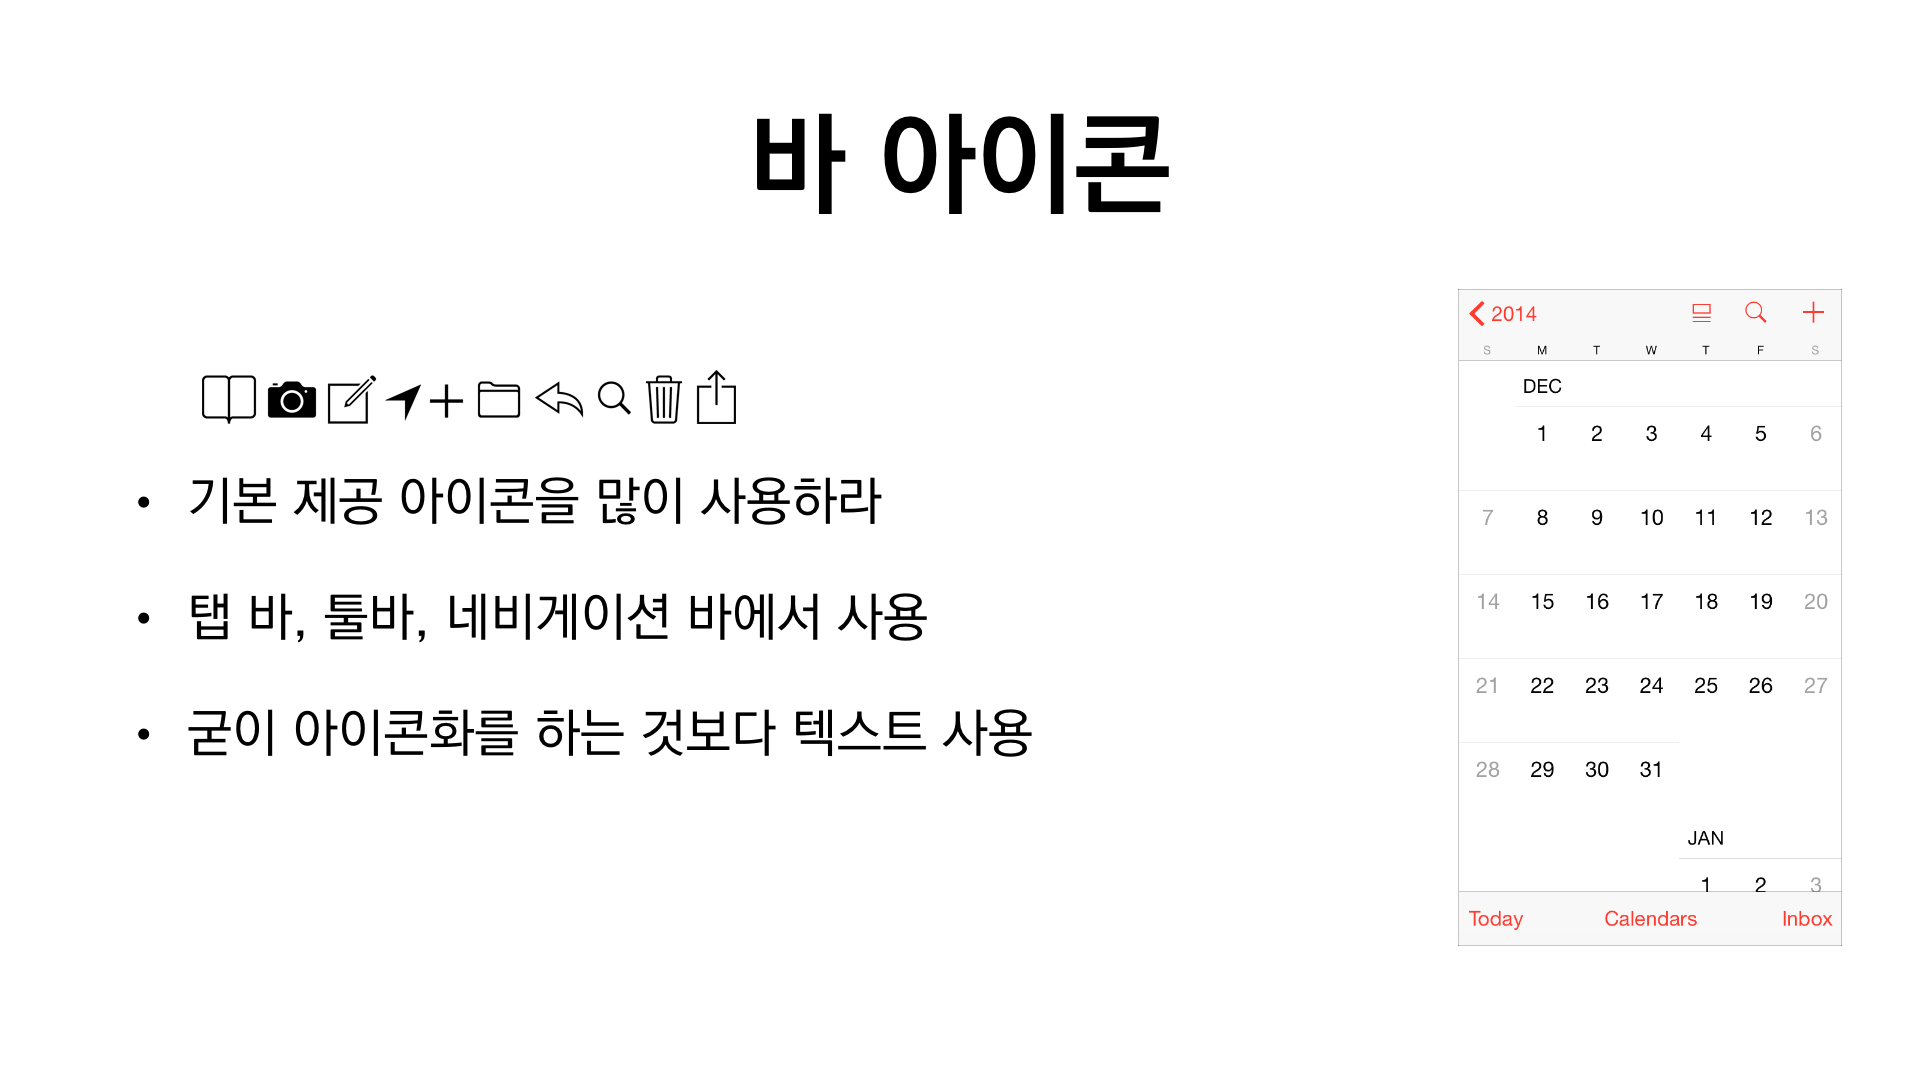 바 아이콘
• 기본 제공 아이콘을 많이 사용하라
• 탭 바, 툴바, 네비게이션 바에서 사용
• 굳이 아이콘화를 하는 것보다 텍스트 사용
2014
S M T W T F S
DEC
1 2 3 4 5 6
7 8 9 10 11 12 13
14 15 16 17 18 19 20
21 22 23 24 25 26 27
28 29 30 31
JAN
1 2 3
Today Calendars Inbox